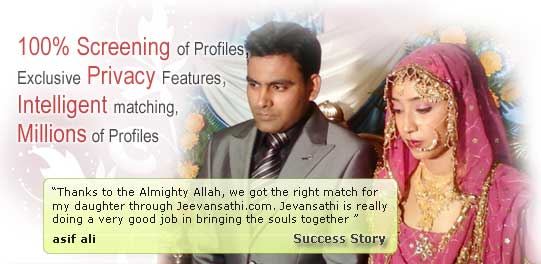 100% Screening of Profiles,
Exclusive Privacy Features,
Intelligent matching,
Millions of Profiles
“Thanks to the Almighty Allah, we got the right match for
my daughter through Jeevansathi.com. Jevansathi is really
doing a very good job in bringing the souls together ”
asif ali Success Story